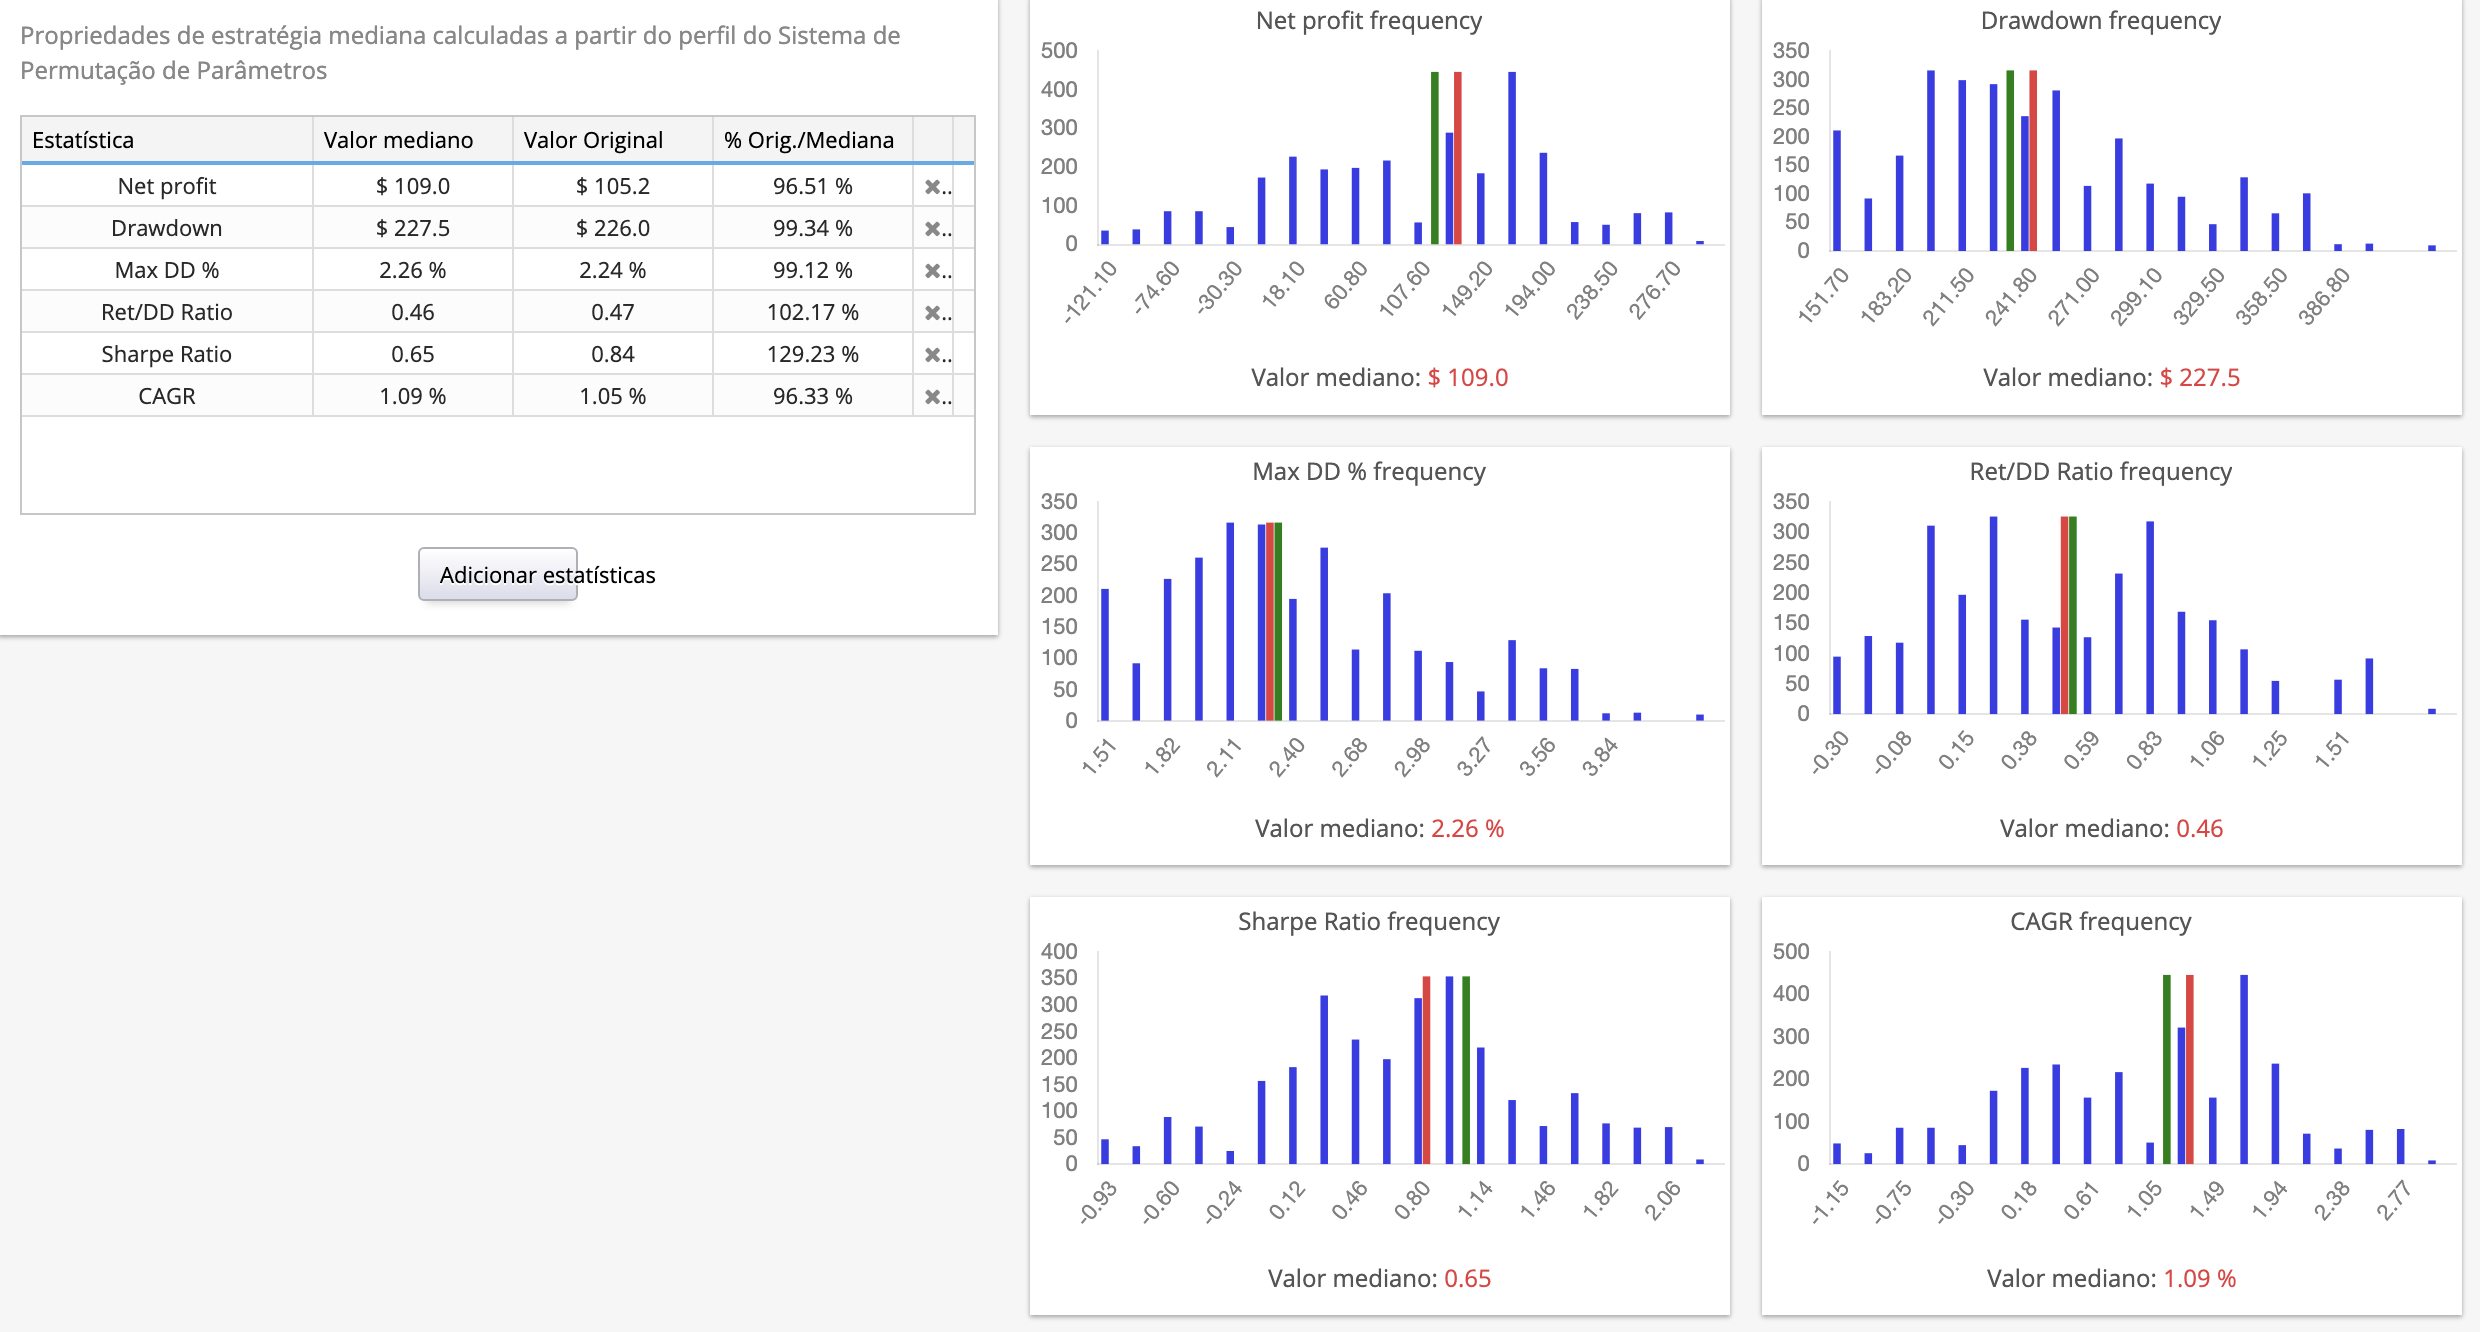 Propriedades de estratégia mediana calculadas a partir do perfil do Sistema de
Permutação de Parâmetros
Estatística Valor mediano Valor Original % Orig./Mediana
Net profit $ 109.0 $ 105.2 96.51 % ✖..
Drawdown $ 227.5 $ 226.0 99.34 % ✖..
Max DD % 2.26 % 2.24 % 99.12 % ✖..
Ret/DD Ratio 0.46 0.47 102.17 % ✖..
Sharpe Ratio 0.65 0.84 129.23 % ✖..
CAGR 1.09 % 1.05 % 96.33 % ✖..
Adicionar estatísticas
Net profit frequency
500
400
300
200
100
0
-121.10 -74.60 -30.30 18.10 60.80 107.60 149.20 194.00 238.50 276.70
Valor mediano: $ 109.0
Drawdown frequency
350
300
250
200
150
100
50
0
151.70 183.20 211.50 241.80 271.00 299.10 329.50 358.50 386.80
Valor mediano: $ 227.5
Max DD % frequency
350
300
250
200
150
100
50
0
1.51 1.82 2.11 2.40 2.68 2.98 3.27 3.56 3.84
Valor mediano: 2.26 %
Ret/DD Ratio frequency
350
300
250
200
150
100
50
0
-0.30 -0.08 0.15 0.38 0.59 0.83 1.06 1.25 1.51
Valor mediano: 0.46
Sharpe Ratio frequency
400
350
300
250
200
150
100
50
0
-0.93 -0.60 -0.24 0.12 0.46 0.80 1.14 1.46 1.82 2.06
Valor mediano: 0.65
CAGR frequency
500
400
300
200
100
0
-1.15 -0.75 -0.30 0.18 0.61 1.05 1.49 1.94 2.38 2.77
Valor mediano: 1.09 %